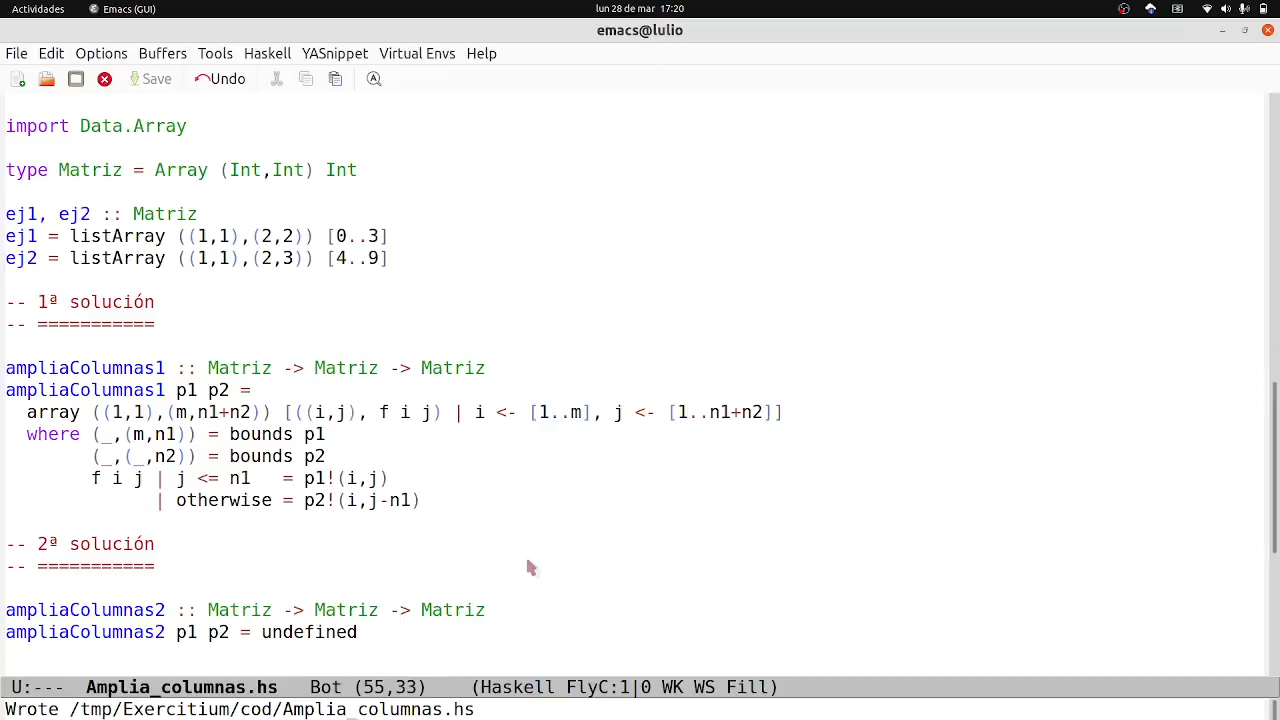 Actividades Emacs (GUI) lun 28 de mar 17:20
emacs@lulio
File Edit Options Buffers Tools Haskell YASnippet Virtual Envs Help
Save Undo
import Data.Array
type Matriz = Array (Int,Int) Int
ej1, ej2 :: Matriz
ej1 = listArray ((1,1),(2,2)) [0..3]
ej2 = listArray ((1,1),(2,3)) [4..9]
-- 1ª solución
-- ===========
ampliaColumnas1 :: Matriz -> Matriz -> Matriz
ampliaColumnas1 p1 p2 =
  array ((1,1),(m,n1+n2)) [((i,j), f i j) | i <- [1..m], j <- [1..n1+n2]]
  where (_,(m,n1)) = bounds p1
        (_,(_,n2)) = bounds p2
        f i j | j <= n1   = p1!(i,j)
              | otherwise = p2!(i,j-n1)
-- 2ª solución
-- ===========
ampliaColumnas2 :: Matriz -> Matriz -> Matriz
ampliaColumnas2 p1 p2 = undefined
U:--- Amplia_columnas.hs Bot (55,33) (Haskell FlyC:1|0 WK WS Fill)
Wrote /tmp/Exercitium/cod/Amplia_columnas.hs